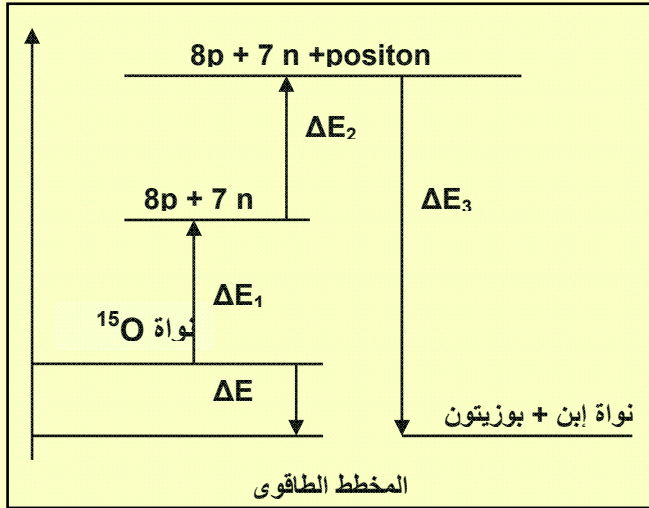 8p + 7 n +positon
ΔE₂
8p + 7 n
ΔE₃
ΔE₁
نواة ¹⁵O
ΔE
نواة إبن + بوزيتون
المخطط الطاقوى